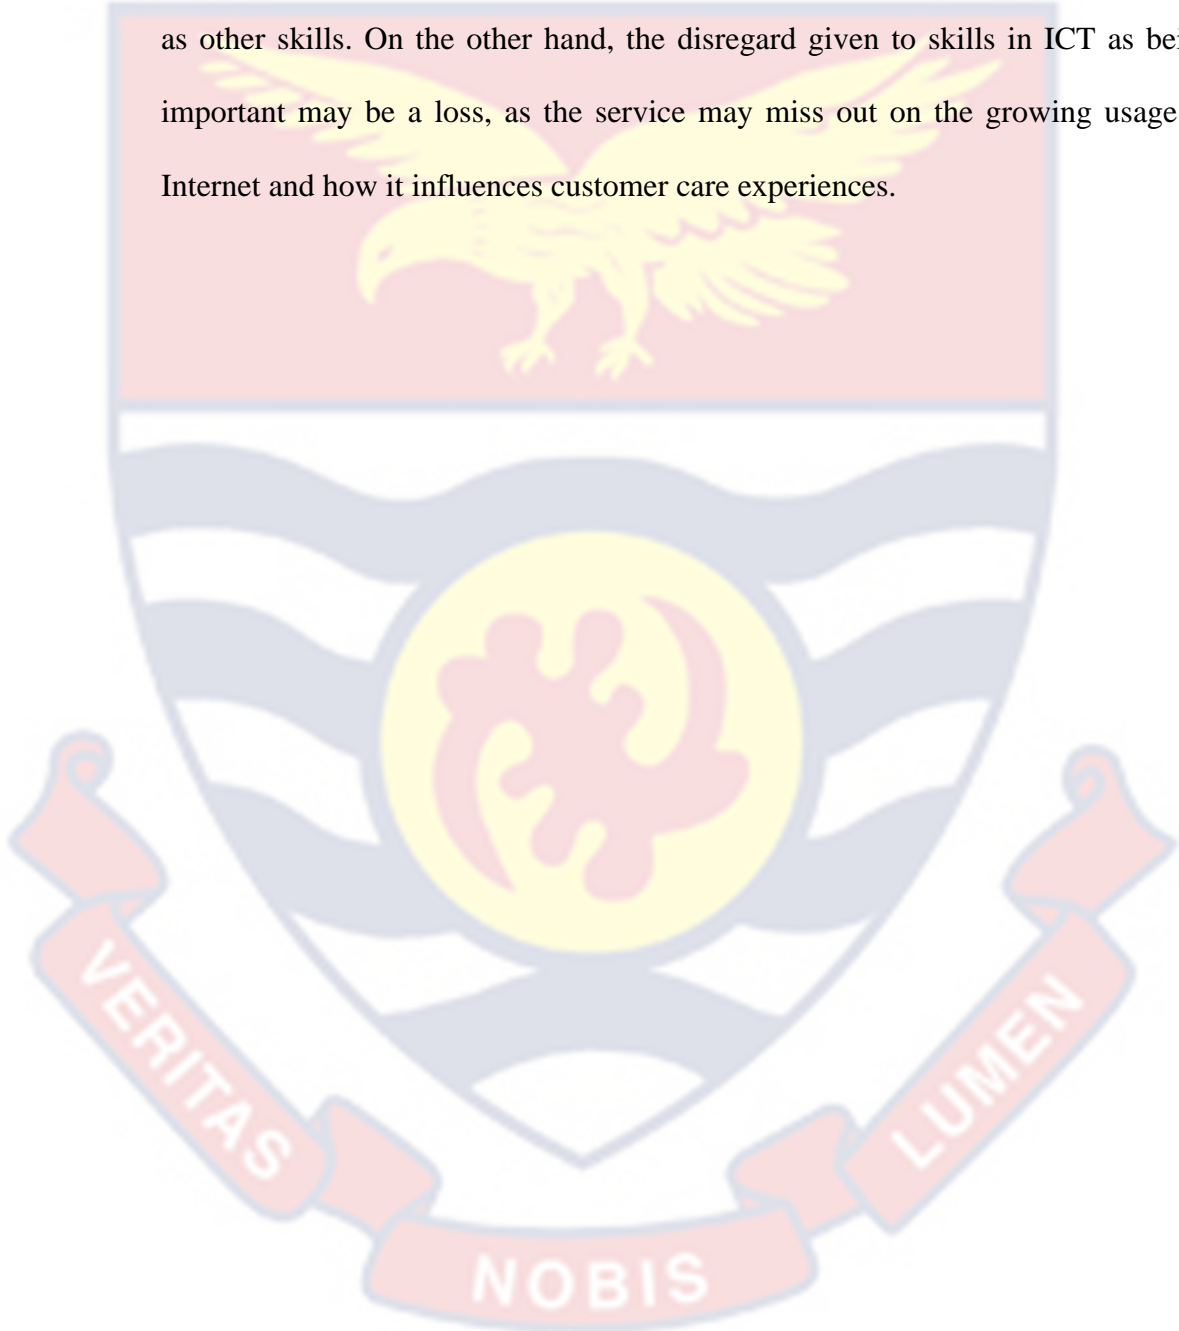 as other skills. On the other hand, the disregard given to skills in ICT as bei
important may be a loss, as the service may miss out on the growing usage
Internet and how it influences customer care experiences.
VERITAS
NOBIS
LUMEN